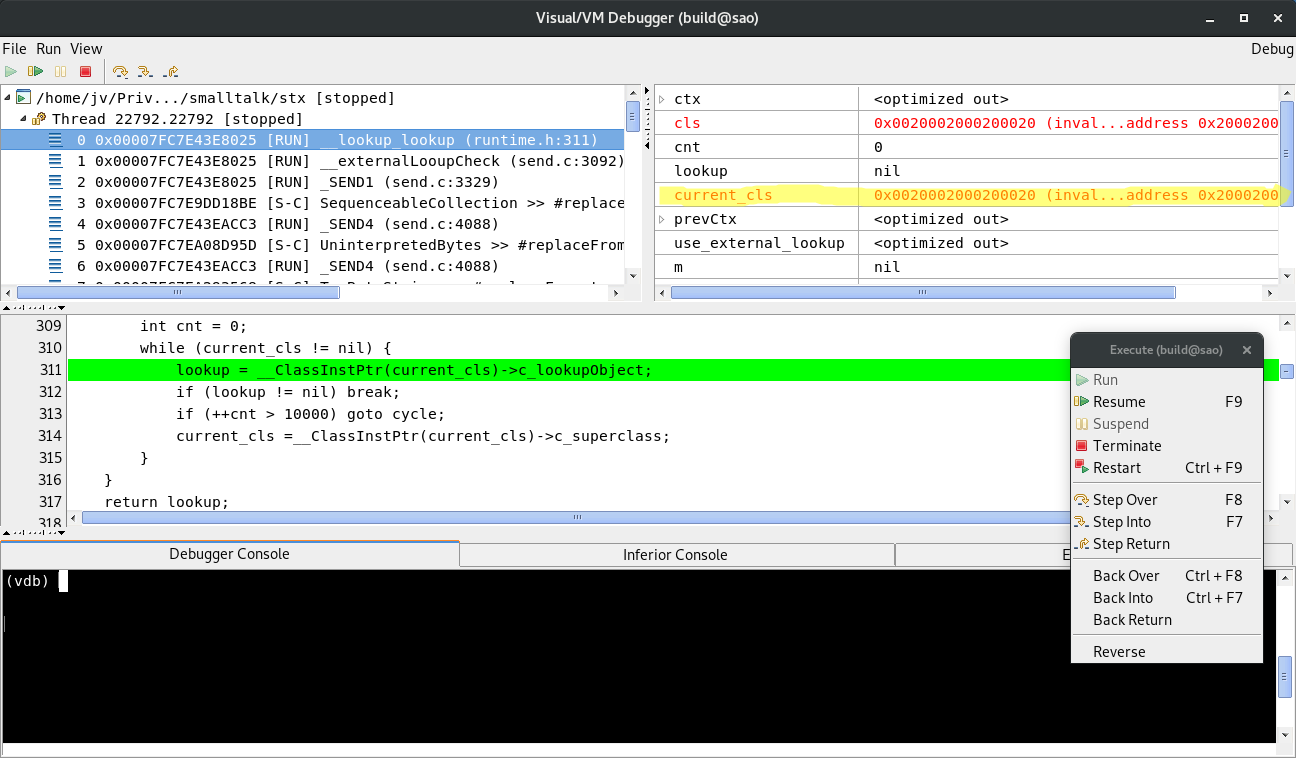 Visual/VM Debugger (build@sao)
File Run View Debug
/home/jv/Priv.../smalltalk/stx [stopped]
Thread 22792.22792 [stopped]
0 0x00007FC7E43E8025 [RUN] __lookup_lookup (runtime.h:311)
1 0x00007FC7E43E8025 [RUN] __externalLooupCheck (send.c:3092)
2 0x00007FC7E43E8025 [RUN] _SEND1 (send.c:3329)
3 0x00007FC7E9DD18BE [S-C] SequenceableCollection >> #replace
4 0x00007FC7E43EACC3 [RUN] _SEND4 (send.c:4088)
5 0x00007FC7EA08D95D [S-C] UninterpretedBytes >> #replaceFrom
6 0x00007FC7E43EACC3 [RUN] _SEND4 (send.c:4088)
ctx <optimized out>
cls 0x0020002000200020 (inval...address 0x2000200
cnt 0
lookup nil
current_cls 0x0020002000200020 (inval...address 0x2000200
prevCtx <optimized out>
use_external_lookup <optimized out>
m nil
309 int cnt = 0;
310 while (current_cls != nil) {
311 lookup = __ClassInstPtr(current_cls)->c_lookupObject;
312 if (lookup != nil) break;
313 if (++cnt > 10000) goto cycle;
314 current_cls =__ClassInstPtr(current_cls)->c_superclass;
315 }
316 }
317 return lookup;
318
Execute (build@sao)
Run
Resume F9
Suspend
Terminate
Restart Ctrl + F9
Step Over F8
Step Into F7
Step Return
Back Over Ctrl + F8
Back Into Ctrl + F7
Back Return
Reverse
Debugger Console
Inferior Console
(vdb)